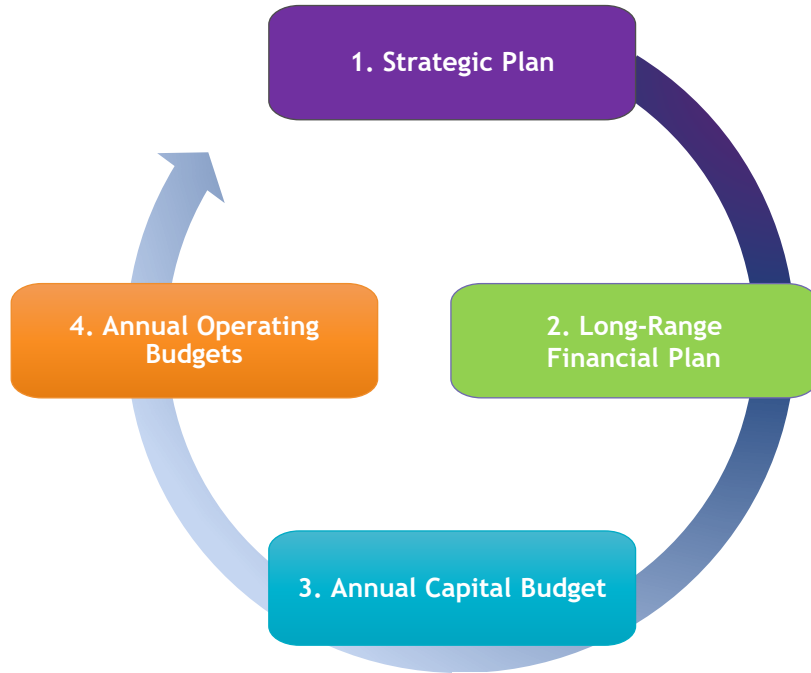 1. Strategic Plan
2. Long-Range
Financial Plan
3. Annual Capital Budget
4. Annual Operating
Budgets